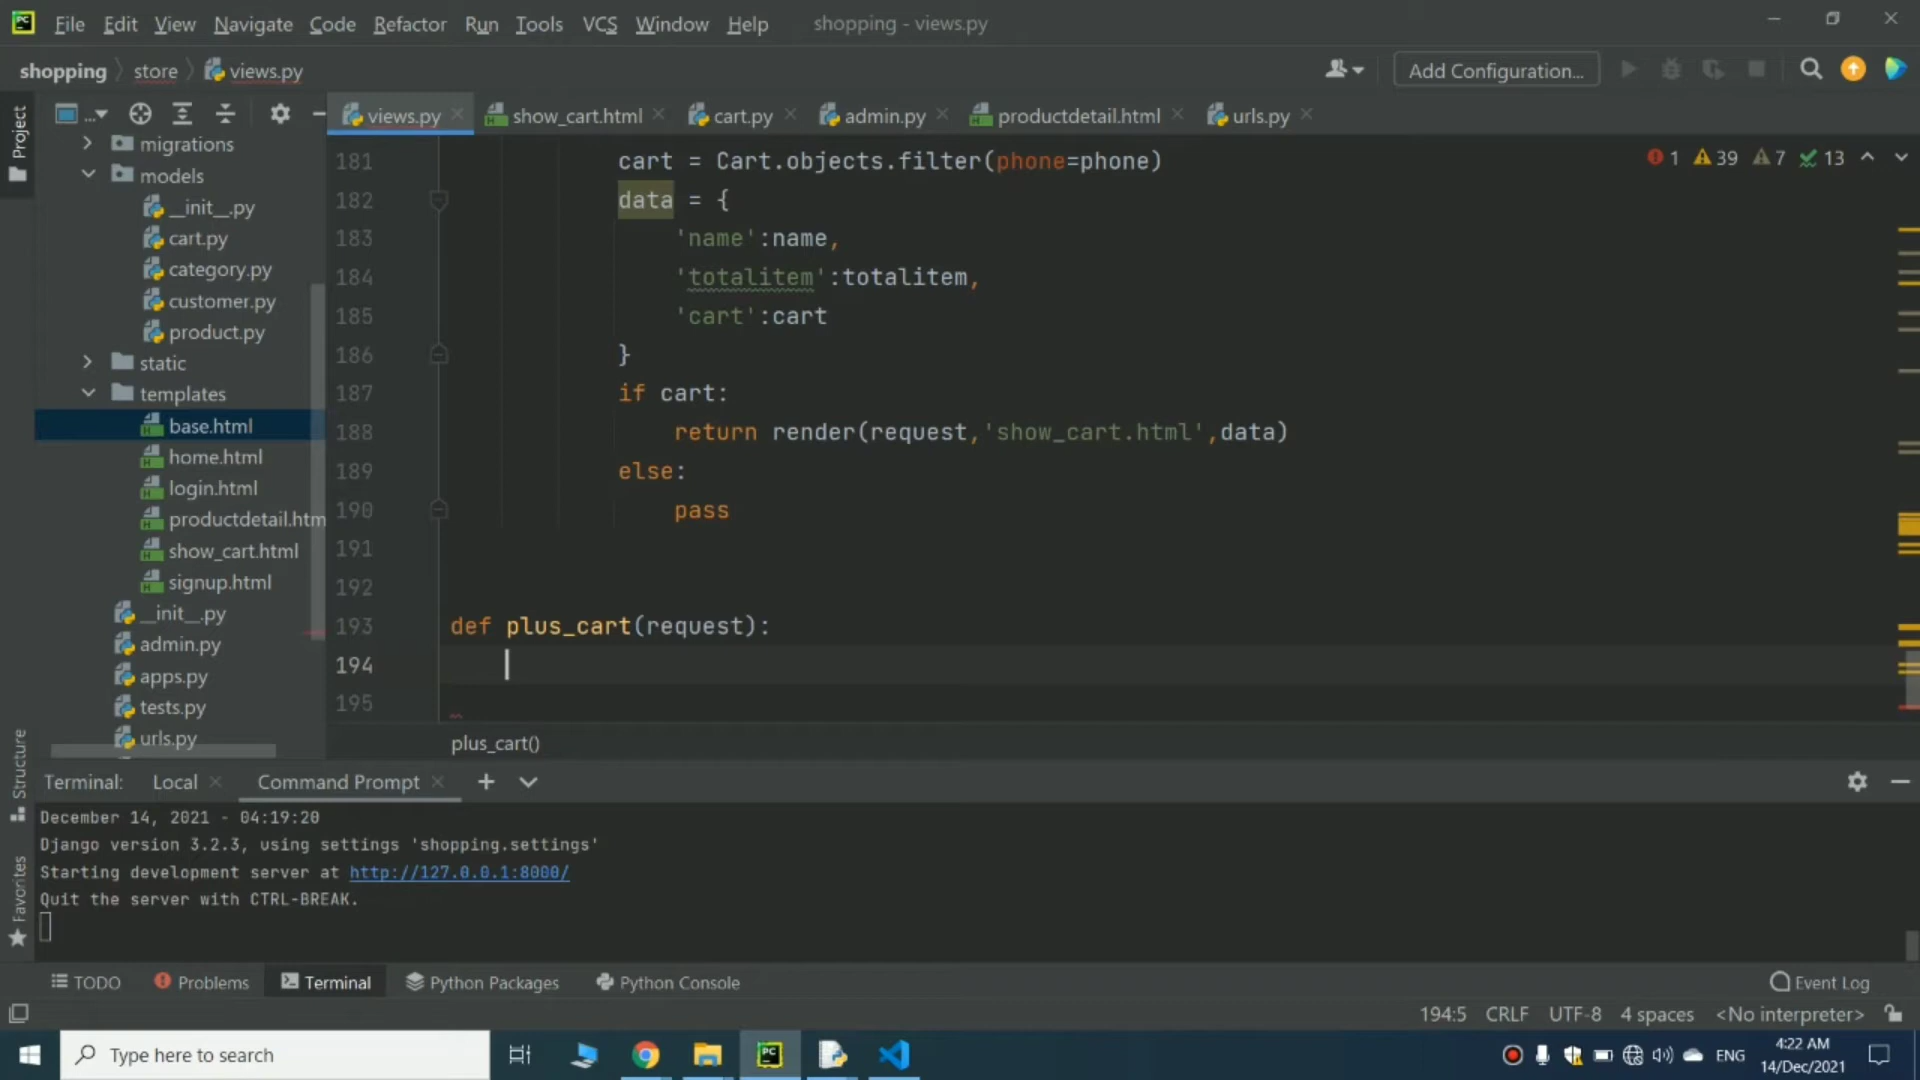 File Edit View Navigate Code Refactor Run Tools VCS Window Help shopping - views.py
shopping store views.py Add Configuration...
Project
... views.py show_cart.html cart.py admin.py productdetail.html urls.py
migrations
models
__init__.py
cart.py
category.py
customer.py
product.py
static
templates
base.html
home.html
login.html
productdetail.htm
show_cart.html
signup.html
__init__.py
admin.py
apps.py
tests.py
urls.py
1 39 7 13
181 cart = Cart.objects.filter(phone=phone)
182 data = {
183 'name':name,
184 'totalitem':totalitem,
185 'cart':cart
186 }
187 if cart:
188 return render(request,'show_cart.html',data)
189 else:
190 pass
191
192
193 def plus_cart(request):
194
195
plus_cart()
Structure
Favorites
Terminal: Local Command Prompt
December 14, 2021 - 04:19:20
Django version 3.2.3, using settings 'shopping.settings'
Starting development server at http://127.0.0.1:8000/
Quit the server with CTRL-BREAK.
TODO Problems Terminal Python Packages Python Console Event Log
194:5 CRLF UTF-8 4 spaces <No interpreter>
Type here to search
PC
ENG
4:22 AM
14/Dec/2021